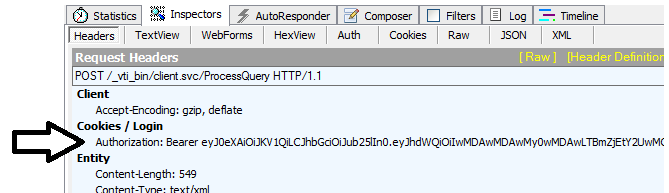 Statistics Inspectors AutoResponder Composer Filters Log Timeline
Headers TextView WebForms HexView Auth Cookies Raw JSON XML
Request Headers [ Raw ] [Header Definition
POST /_vti_bin/client.svc/ProcessQuery HTTP/1.1
Client
Accept-Encoding: gzip, deflate
Cookies / Login
Authorization: Bearer eyJ0eXAiOiJKV1QiLCJhbGciOiJub25lIn0.eyJhdWQiOiIwMDAwMDAwMy0wMDAwLTBmZjEtY2UwMC
Entity
Content-Length: 549
Content-Type: text/xml